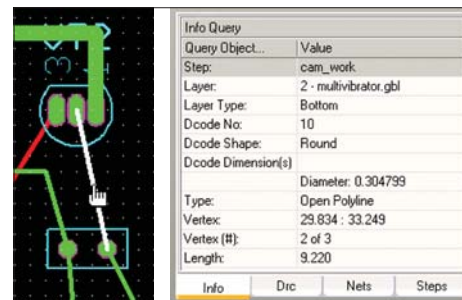 Info Query
Query Object... Value
Step: cam_work
Layer: 2 - multivibrator.gbl
Layer Type: Bottom
Dcode No: 10
Dcode Shape: Round
Dcode Dimension(s)
Diameter: 0.304799
Type: Open Polyline
Vertex: 29.834 : 33.249
Vertex (#): 2 of 3
Length: 9.220
Info Drc Nets Steps